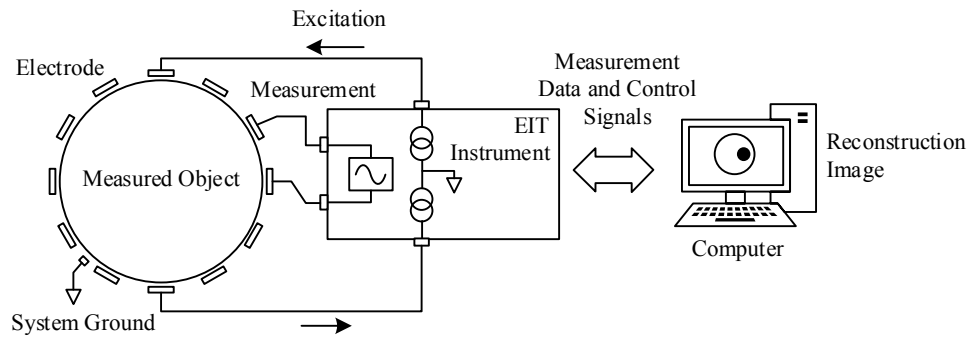 Excitation
Electrode
Measurement
Measured Object
System Ground
EIT
Instrument
Measurement
Data and Control
Signals
Reconstruction
Image
Computer